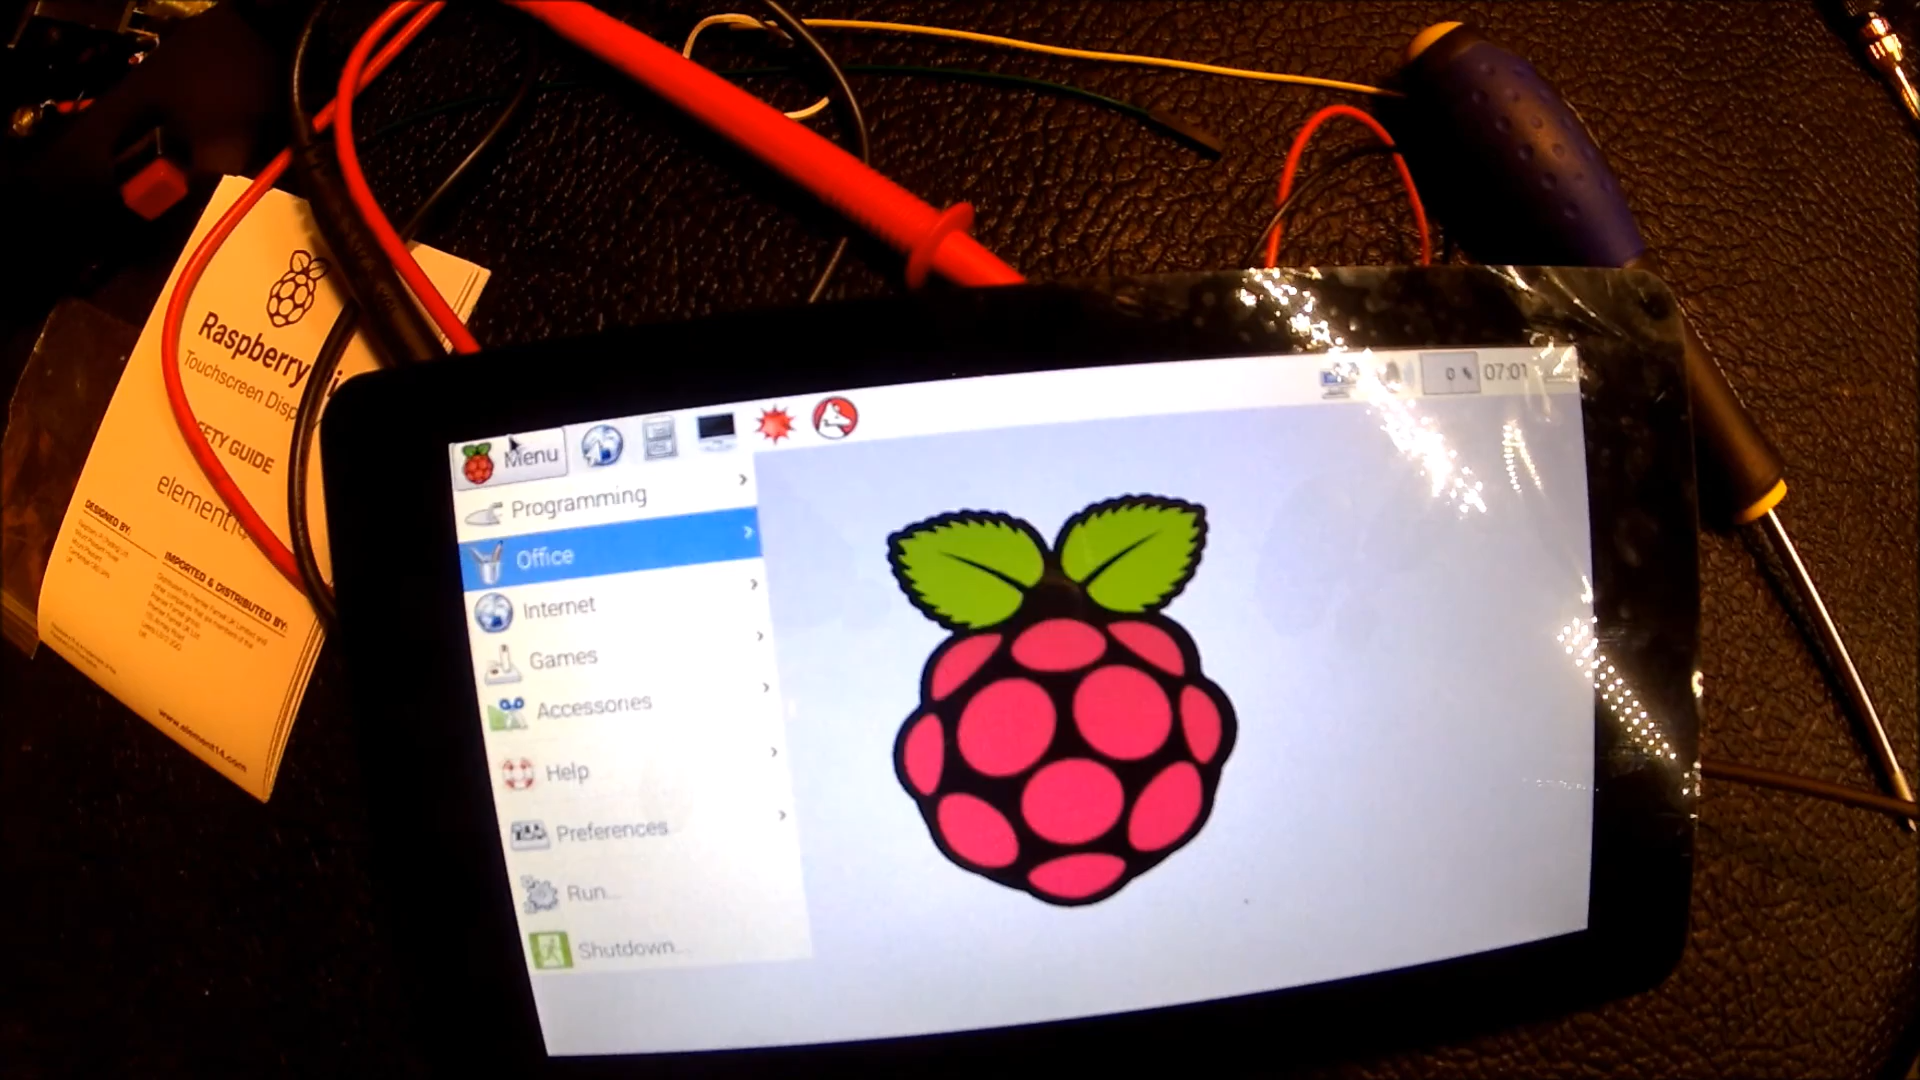 Raspberry
Touchscreen Disp
FETY GUIDE
element14
DESIGNED BY:
IMPORTED & DISTRIBUTED BY:
www.element14.com
Menu
0 %
07:01
Programming
Office
Internet
Games
Accessories
Help
Preferences
Run...
Shutdown...